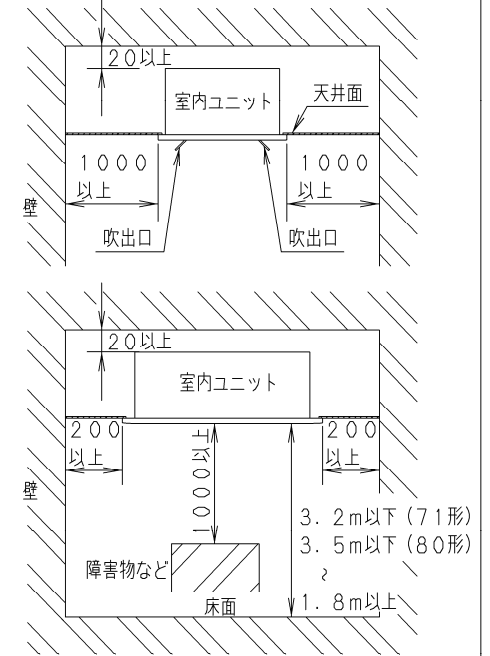 20以上
室内ユニット
天井面
1000
以上
1000
以上
壁
吹出口
吹出口
20以上
室内ユニット
200
以上
1000以上
200
以上
壁
3.2m以下(71形)
3.5m以下(80形)
~
1.8m以上
障害物など
床面